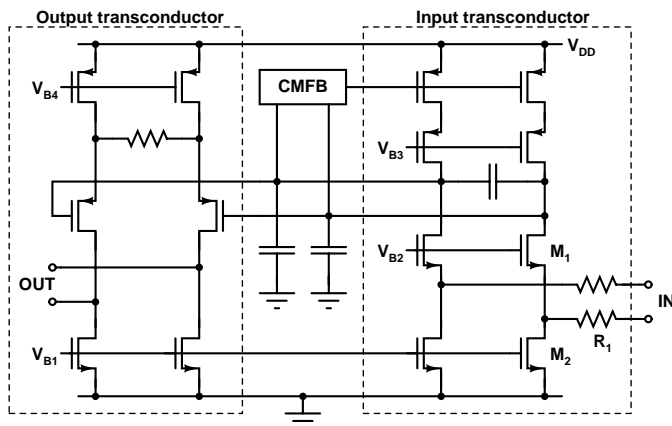 Output transconductor
Input transconductor
V_DD
V_B4
CMFB
V_B3
V_B2
M_1
OUT
IN
R_1
V_B1
M_2